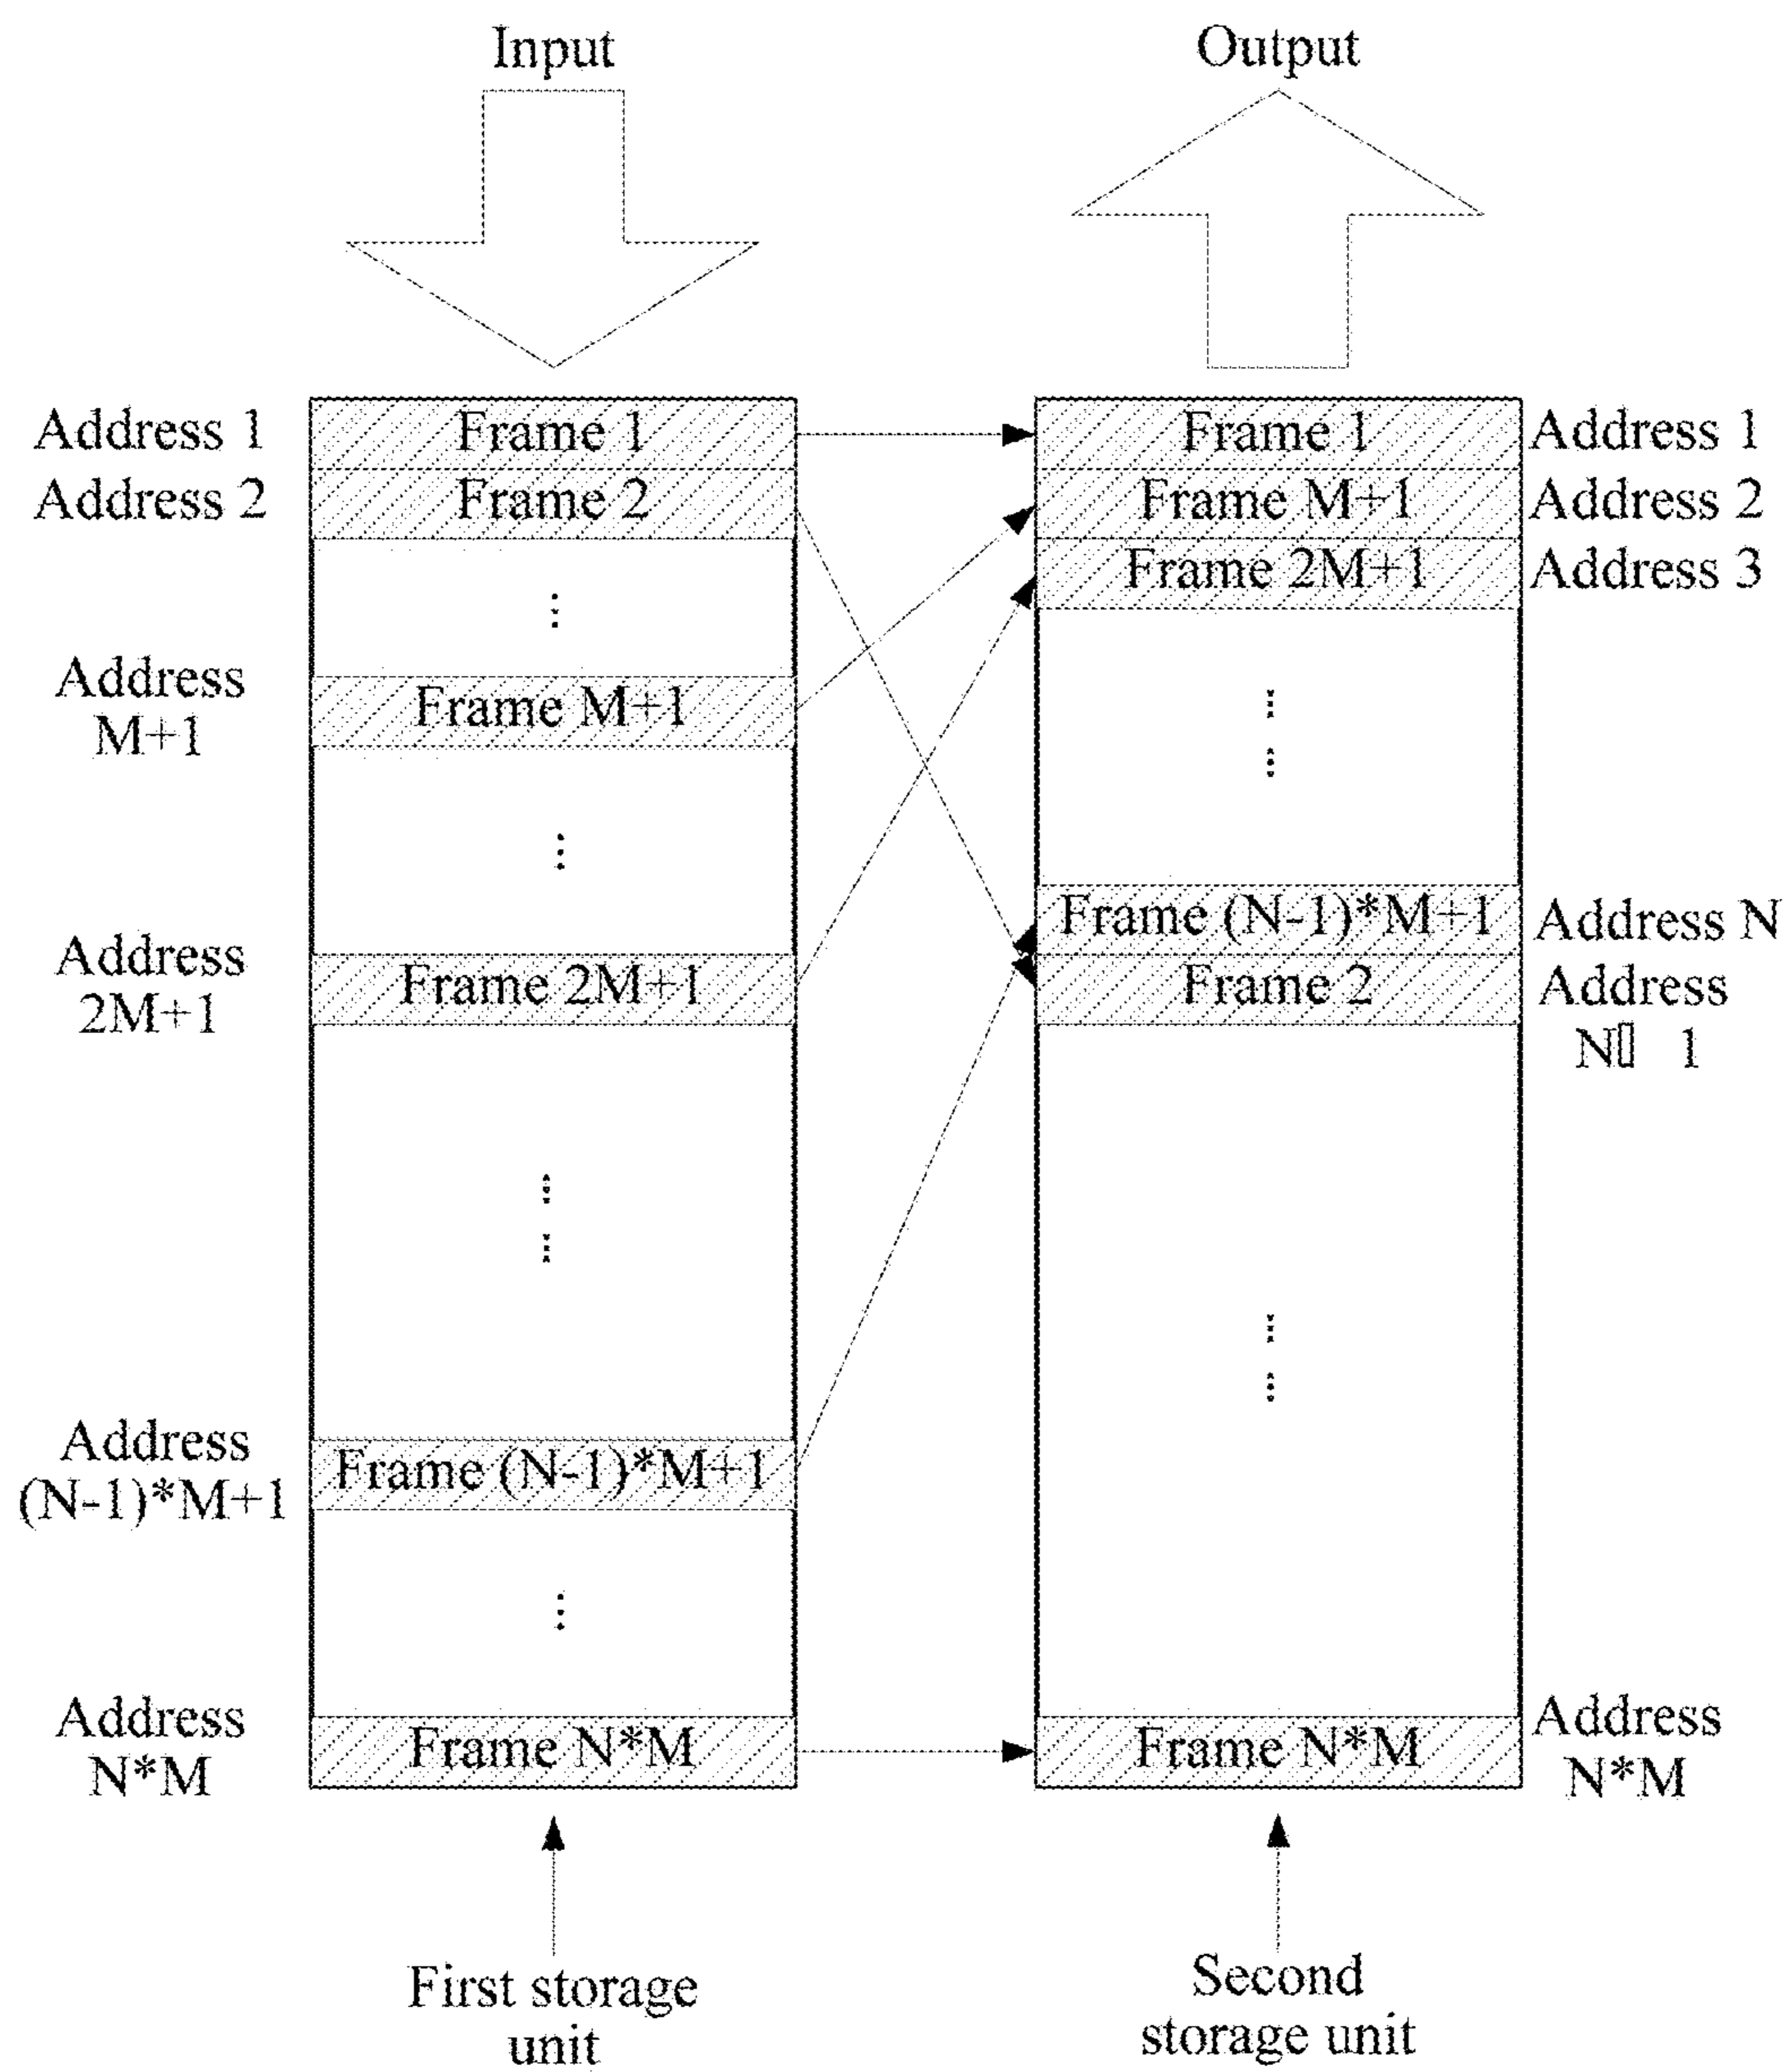 Input
Output
Address 1
Frame 1
Frame 1
Address 1
Address 2
Frame 2
Frame M+1
Address 2
Frame 2M+1
Address 3
Address
M+1
Frame M+1
Frame (N-1)*M+1
Address N
Address
2M+1
Frame 2M+1
Frame 2
Address
N▯ 1
Address
(N-1)*M+1
Frame (N-1)*M+1
Address
N*M
Frame N*M
Frame N*M
Address
N*M
First storage
unit
Second
storage unit